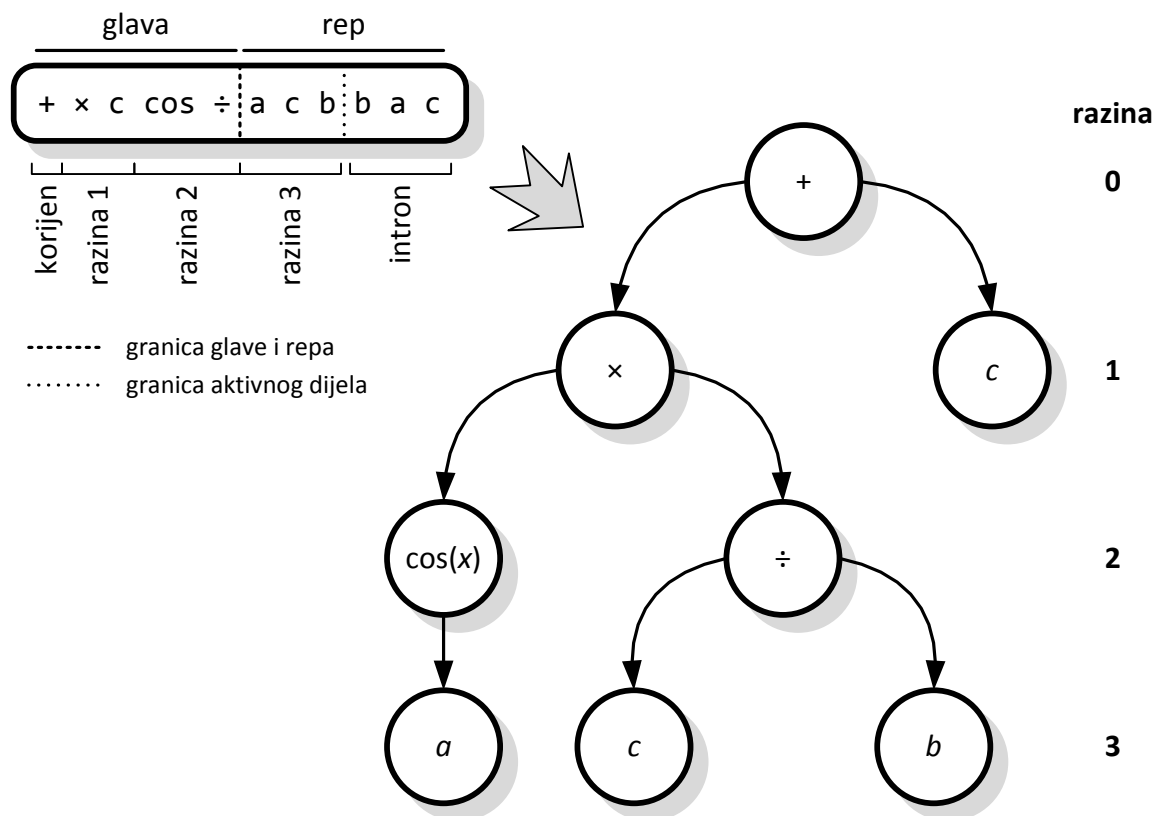 glava rep
+ × c cos ÷ a c b b a c
korijen
razina 1
razina 2
razina 3
intron
granica glave i repa
granica aktivnog dijela
razina
+ 0
× c 1
cos(x) ÷ 2
a c b 3